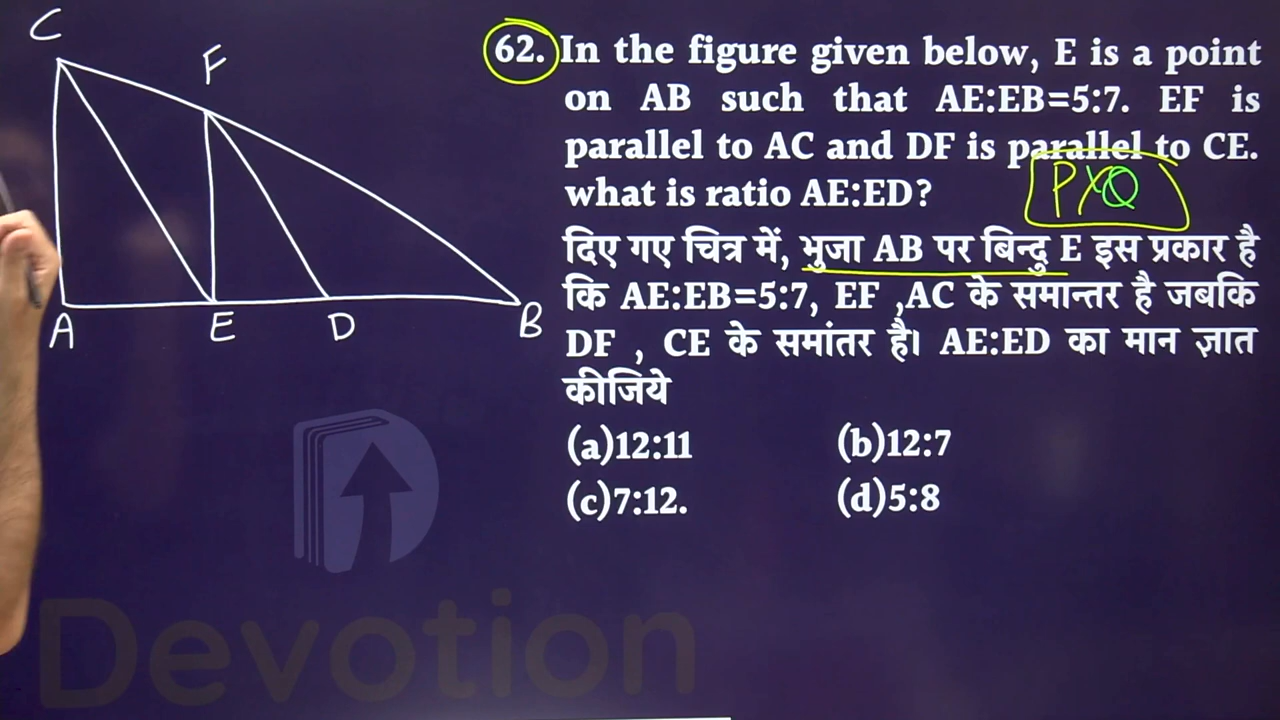 C
F
A
E
D
B
62. In the figure given below, E is a point
on AB such that AE:EB=5:7. EF is
parallel to AC and DF is parallel to CE.
what is ratio AE:ED?
PYQ
दिए गए चित्र में, भुजा AB पर बिन्दु E इस प्रकार है
कि AE:EB=5:7, EF ,AC के समान्तर है जबकि
DF , CE के समांतर है। AE:ED का मान ज्ञात
कीजिये
(a)12:11 (b)12:7
(c)7:12. (d)5:8
Devotion